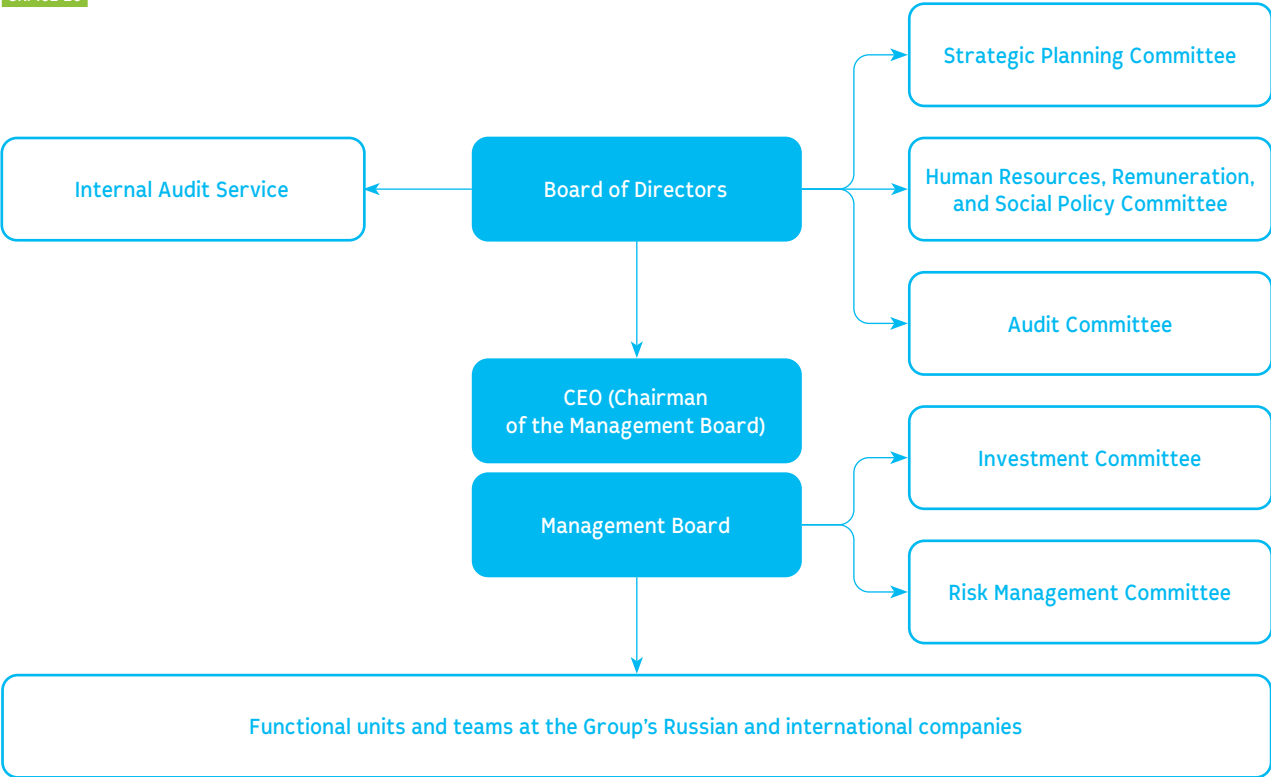 Strategic Planning Committee
Internal Audit Service
Board of Directors
Human Resources, Remuneration,
and Social Policy Committee
Audit Committee
CEO (Chairman
of the Management Board)
Investment Committee
Management Board
Risk Management Committee
Functional units and teams at the Group's Russian and international companies